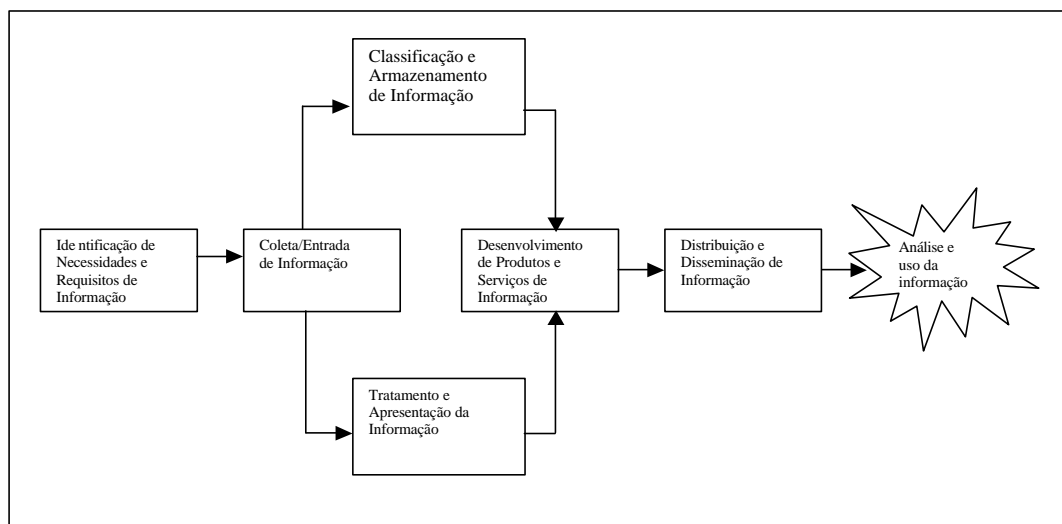 Classificação e
Armazenamento
de Informação
Ide ntificação de
Necessidades e
Requisitos de
Informação
Coleta/Entrada
de Informação
Desenvolvimento
de Produtos e
Serviços de
Informação
Distribuição e
Disseminação de
Informação
Análise e
uso da
informação
Tratamento e
Apresentação da
Informação